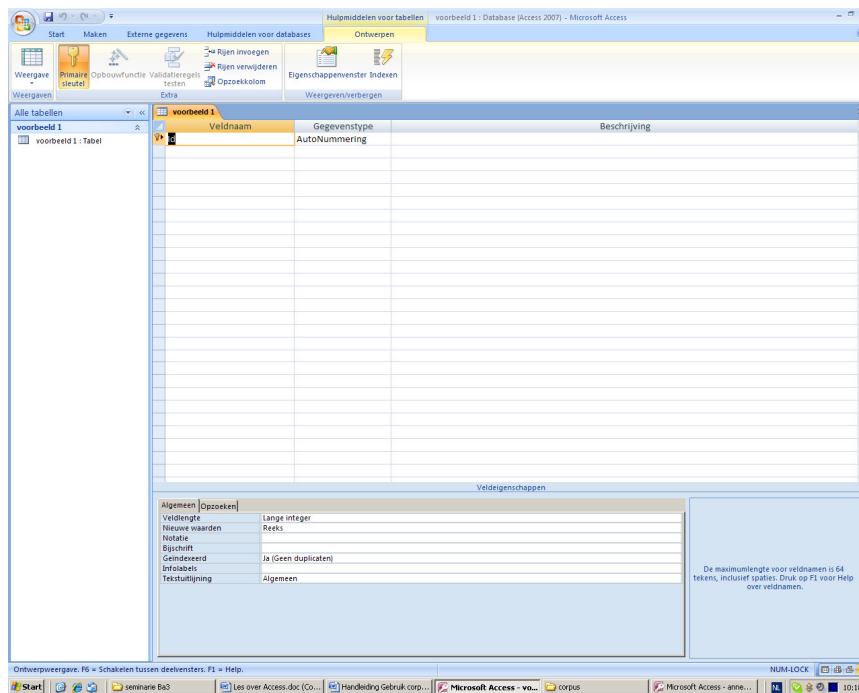 Hulpmiddelen voor tabellen voorbeeld 1 : Database (Access 2007) - Microsoft Access
Start Maken Externe gegevens Hulpmiddelen voor databases Ontwerpen
Weergave
Primaire sleutel
Opbouwfunctie
Validatieregels testen
Rijen invoegen
Rijen verwijderen
Opzoekkolom
Eigenschappenvenster
Indexen
Weergaven Extra Weergeven/verbergen
Alle tabellen
voorbeeld 1
voorbeeld 1 : Tabel
voorbeeld 1
Veldnaam Gegevenstype Beschrijving
Id AutoNummering
Veldeigenschappen
Algemeen Opzoeken
Veldlengte Lange integer
Nieuwe waarden Reeks
Notatie
Bijschrift
Geïndexeerd Ja (Geen duplicaten)
Infolabels
Tekstuitlijning Algemeen
De maximumlengte voor veldnamen is 64
tekens, inclusief spaties. Druk op F1 voor Help
over veldnamen.
Ontwerpweergave. F6 = Schakelen tussen deelvensters. F1 = Help. NUM-LOCK
Start seminarie Ba3 Les over Access.doc (Co... Handleiding Gebruik corp... Microsoft Access - vo... corpus Microsoft Access - anne... NL